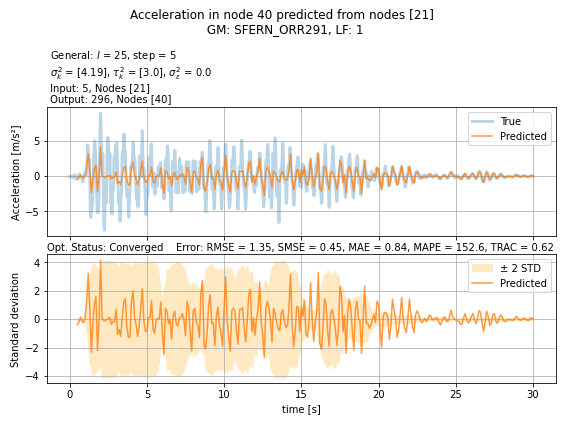 Acceleration in node 40 predicted from nodes [21]
GM: SFERN_ORR291, LF: 1
General: l = 25, step = 5
σ²ₖ = [4.19], τ²ₖ = [3.0], σ²ε = 0.0
Input: 5, Nodes [21]
Output: 296, Nodes [40]
Acceleration [m/s²]
5
0
−5
True
Predicted
Opt. Status: Converged Error: RMSE = 1.35, SMSE = 0.45, MAE = 0.84, MAPE = 152.6, TRAC = 0.62
Standard deviation
4
2
0
−2
−4
± 2 STD
Predicted
0 5 10 15 20 25 30
time [s]